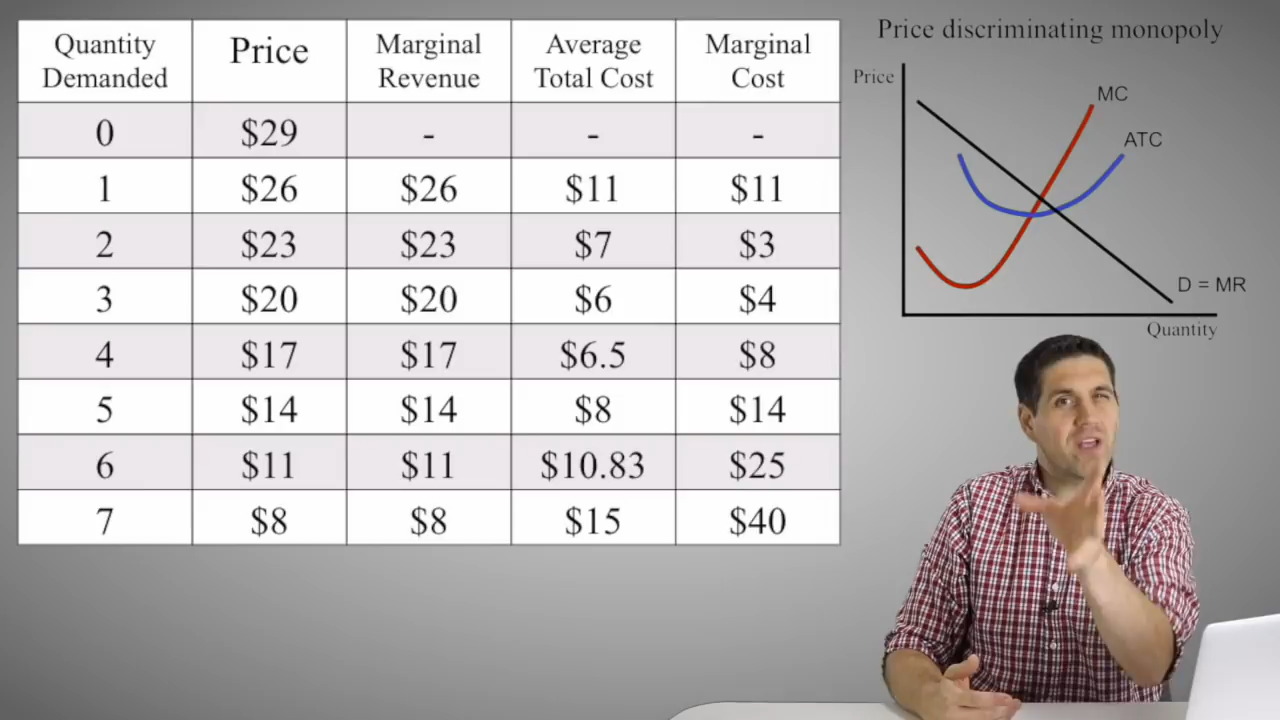 Quantity Demanded Price Marginal Revenue Average Total Cost Marginal Cost
0 $29 - - -
1 $26 $26 $11 $11
2 $23 $23 $7 $3
3 $20 $20 $6 $4
4 $17 $17 $6.5 $8
5 $14 $14 $8 $14
6 $11 $11 $10.83 $25
7 $8 $8 $15 $40
Price discriminating monopoly
Price
MC
ATC
D = MR
Quantity